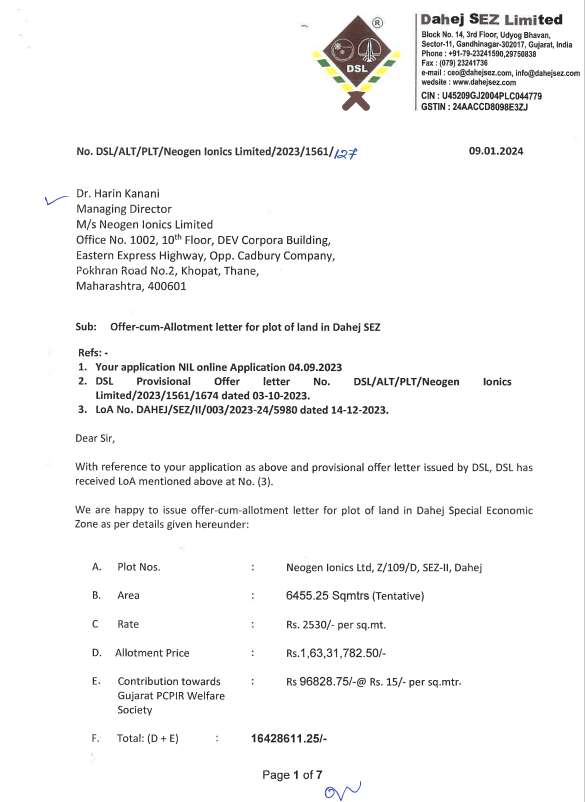 ®
DSL
Dahej SEZ Limited
Block No. 14, 3rd Floor, Udyog Bhavan,
Sector-11, Gandhinagar-302017, Gujarat, India
Phone : +91-79-23241590,29750838
Fax : (079) 23241736
e-mail : ceo@dahejsez.com, info@dahejsez.com
wedsite : www.dahejsez.com
CIN : U45209GJ2004PLC044779
GSTIN : 24AACCD8098E3ZJ
No. DSL/ALT/PLT/Neogen Ionics Limited/2023/1561/127
09.01.2024
Dr. Harin Kanani
Managing Director
M/s Neogen Ionics Limited
Office No. 1002, 10th Floor, DEV Corpora Building,
Eastern Express Highway, Opp. Cadbury Company,
Pokhran Road No.2, Khopat, Thane,
Maharashtra, 400601
Sub: Offer-cum-Allotment letter for plot of land in Dahej SEZ
Refs: -
1. Your application NIL online Application 04.09.2023
2. DSL Provisional Offer letter No. DSL/ALT/PLT/Neogen Ionics
Limited/2023/1561/1674 dated 03-10-2023.
3. LoA No. DAHEJ/SEZ/II/003/2023-24/5980 dated 14-12-2023.
Dear Sir,
With reference to your application as above and provisional offer letter issued by DSL, DSL has
received LoA mentioned above at No. (3).
We are happy to issue offer-cum-allotment letter for plot of land in Dahej Special Economic
Zone as per details given hereunder:
A. Plot Nos. : Neogen Ionics Ltd, Z/109/D, SEZ-II, Dahej
B. Area : 6455.25 Sqmtrs (Tentative)
C Rate : Rs. 2530/- per sq.mt.
D. Allotment Price : Rs.1,63,31,782.50/-
E. Contribution towards : Rs 96828.75/-@ Rs. 15/- per sq.mtr.
Gujarat PCPIR Welfare
Society
F. Total: (D + E) : 16428611.25/-
Page 1 of 7